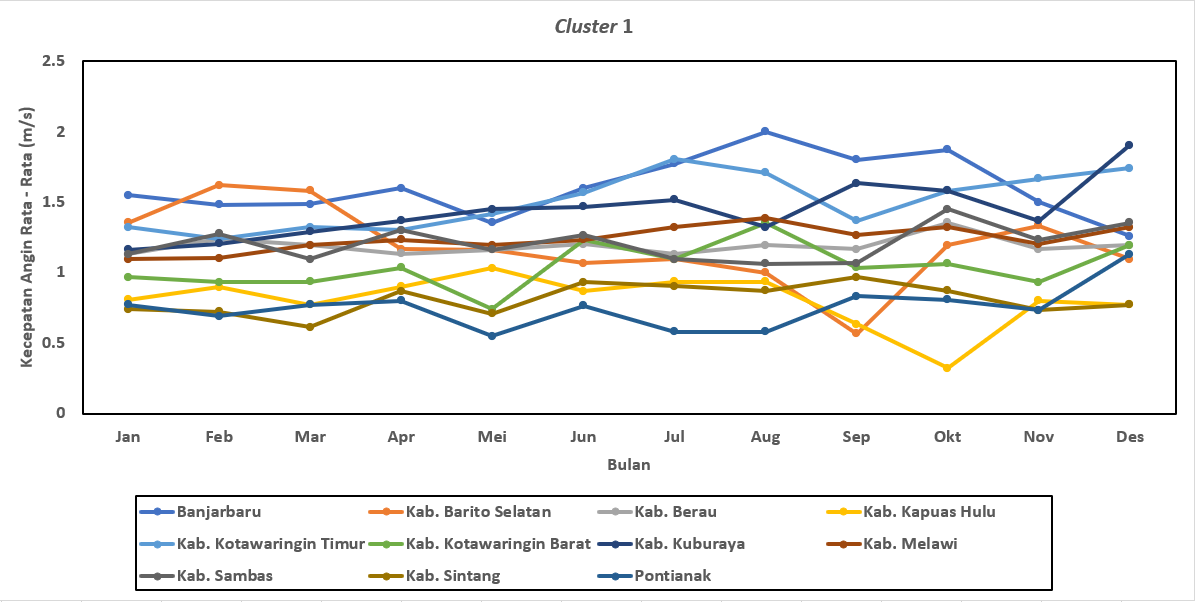 Cluster 1
Kecepatan Angin Rata - Rata (m/s)
2.5
2
1.5
1
0.5
0
Jan Feb Mar Apr Mei Jun Jul Aug Sep Okt Nov Des
Bulan
Banjarbaru Kab. Barito Selatan Kab. Berau Kab. Kapuas Hulu
Kab. Kotawaringin Timur Kab. Kotawaringin Barat Kab. Kuburaya Kab. Melawi
Kab. Sambas Kab. Sintang Pontianak